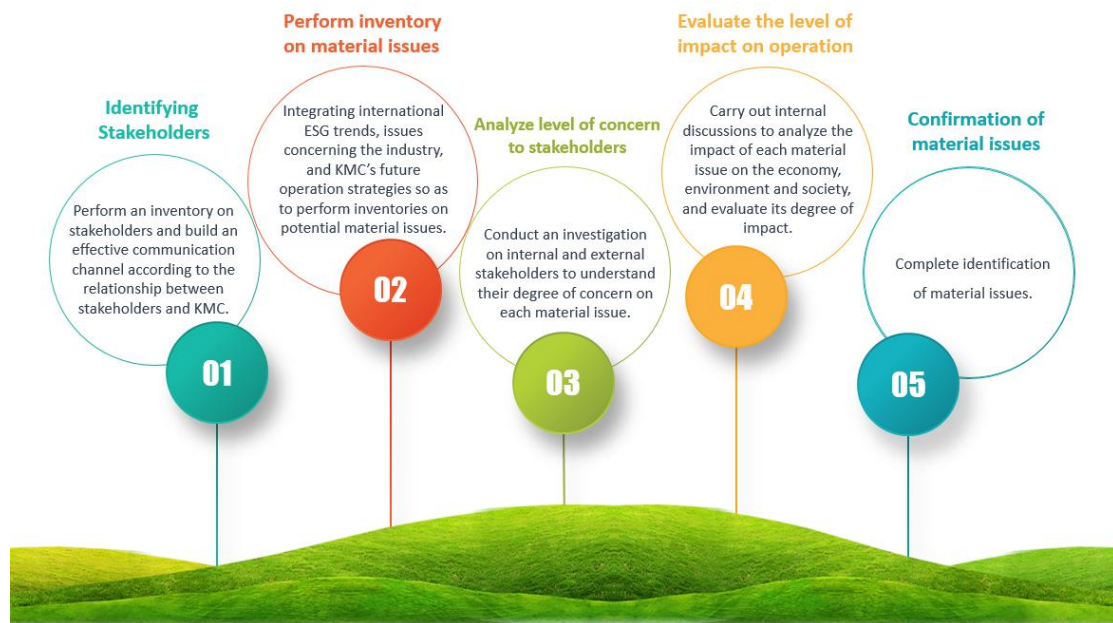 Identifying
Stakeholders
Perform an inventory on
stakeholders and build an
effective communication
channel according to the
relationship between
stakeholders and KMC.
01
Perform inventory
on material issues
Integrating international
ESG trends, issues
concerning the industry,
and KMC's future
operation strategies so as
to perform inventories on
potential material issues.
02
Analyze level of concern
to stakeholders
Conduct an investigation
on internal and external
stakeholders to understand
their degree of concern on
each material issue.
03
Evaluate the level of
impact on operation
Carry out internal
discussions to analyze the
impact of each material
issue on the economy,
environment and society,
and evaluate its degree of
impact.
04
Confirmation of
material issues
Complete identification
of material issues.
05